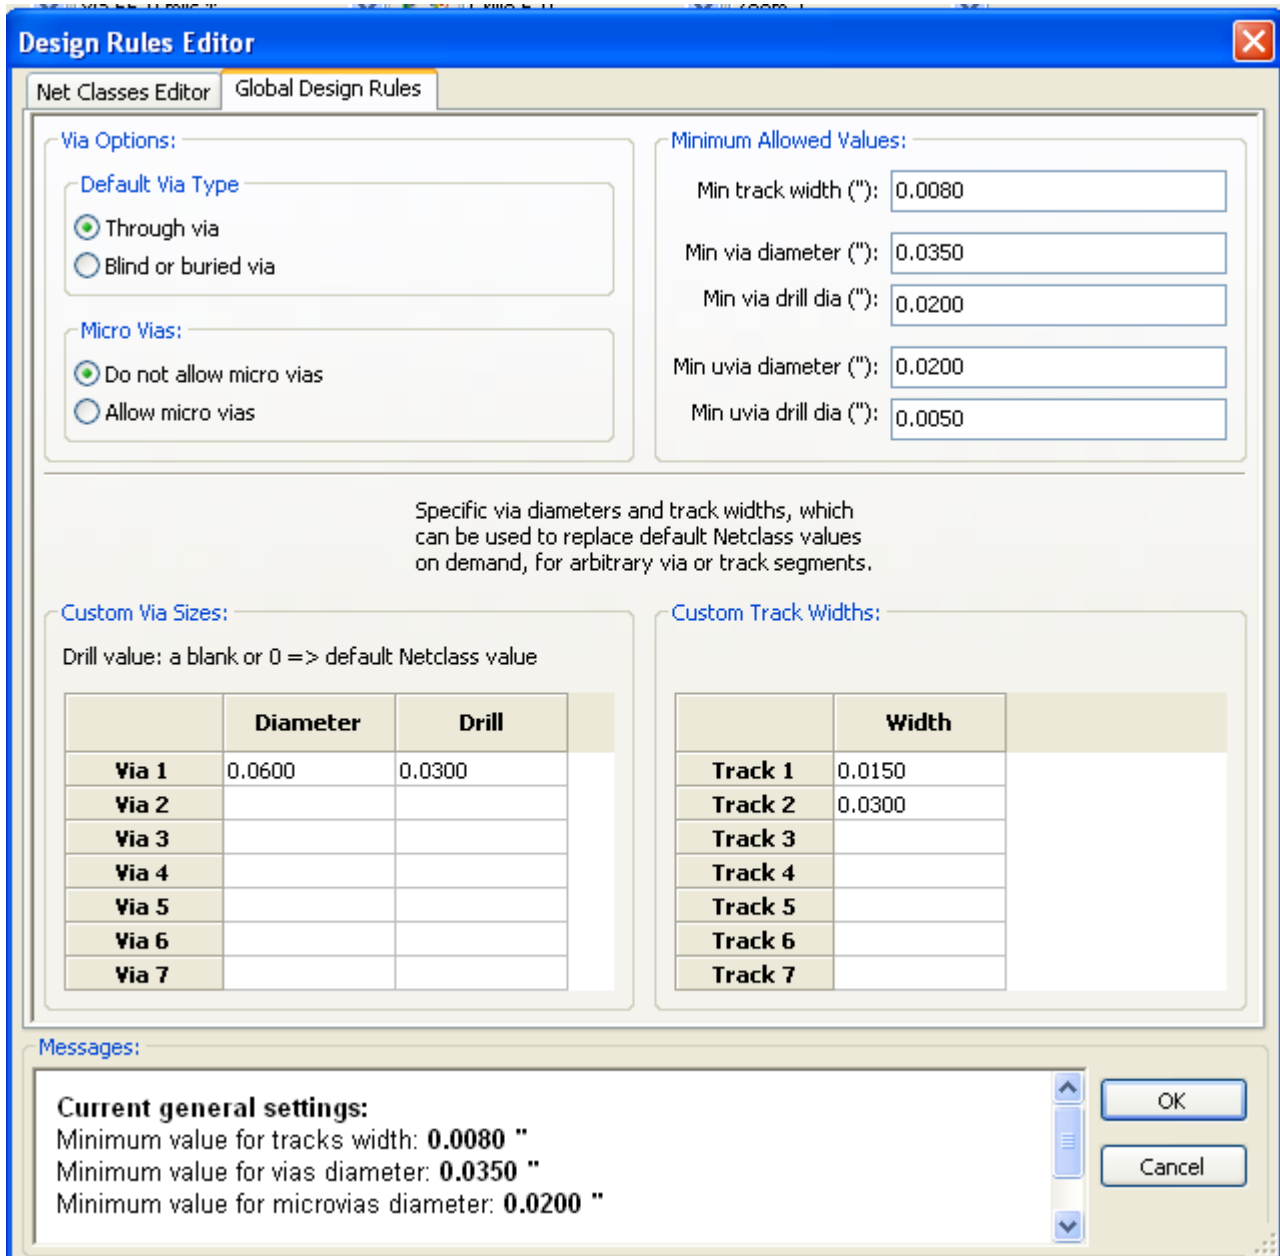 Design Rules Editor
Net Classes Editor
Global Design Rules
Via Options:
Default Via Type
Through via
Blind or buried via
Micro Vias:
Do not allow micro vias
Allow micro vias
Minimum Allowed Values:
Min track width ("): 0.0080
Min via diameter ("): 0.0350
Min via drill dia ("): 0.0200
Min uvia diameter ("): 0.0200
Min uvia drill dia ("): 0.0050
Specific via diameters and track widths, which
can be used to replace default Netclass values
on demand, for arbitrary via or track segments.
Custom Via Sizes:
Drill value: a blank or 0 => default Netclass value
Diameter Drill
Via 1 0.0600 0.0300
Via 2
Via 3
Via 4
Via 5
Via 6
Via 7
Custom Track Widths:
Width
Track 1 0.0150
Track 2 0.0300
Track 3
Track 4
Track 5
Track 6
Track 7
Messages:
Current general settings:
Minimum value for tracks width: 0.0080 "
Minimum value for vias diameter: 0.0350 "
Minimum value for microvias diameter: 0.0200 "
OK
Cancel